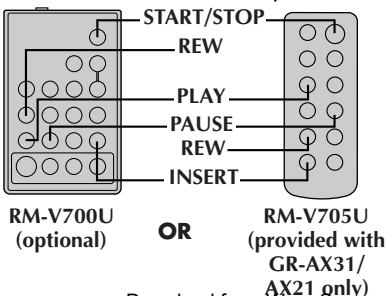 START/STOP
REW
PLAY
PAUSE
REW
INSERT
RM-V700U
(optional)
OR
RM-V705U
(provided with
GR-AX31/
AX21 only)